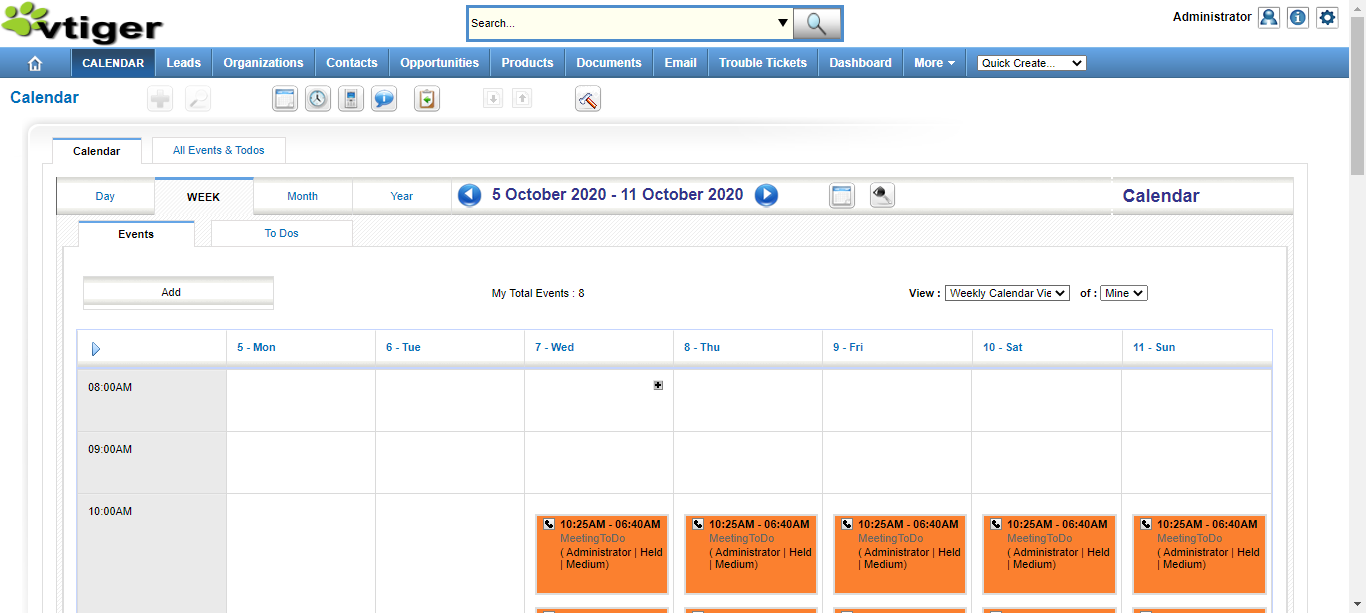 vtiger
Search...
Administrator
CALENDAR Leads Organizations Contacts Opportunities Products Documents Email Trouble Tickets Dashboard More Quick Create...
Calendar
Calendar All Events & Todos
Day WEEK Month Year 5 October 2020 - 11 October 2020 Calendar
Events To Dos
Add My Total Events : 8 View : Weekly Calendar Vie of : Mine
5 - Mon 6 - Tue 7 - Wed 8 - Thu 9 - Fri 10 - Sat 11 - Sun
08:00AM
09:00AM
10:00AM
10:25AM - 06:40AM 10:25AM - 06:40AM 10:25AM - 06:40AM 10:25AM - 06:40AM 10:25AM - 06:40AM
MeetingToDo MeetingToDo MeetingToDo MeetingToDo MeetingToDo
( Administrator | Held ( Administrator | Held ( Administrator | Held ( Administrator | Held ( Administrator | Held
| Medium) | Medium) | Medium) | Medium) | Medium)